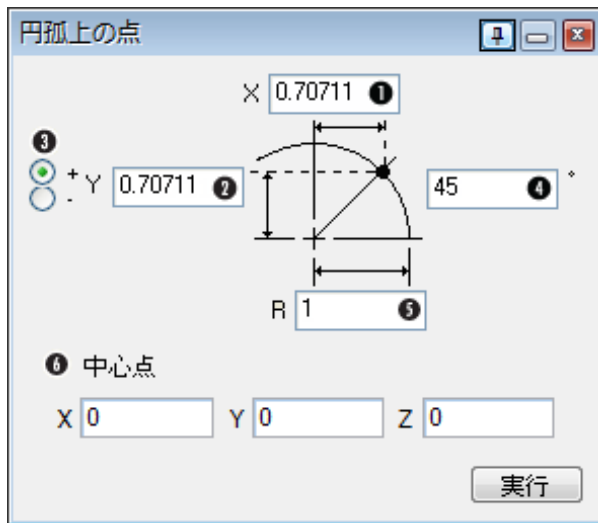 円孤上の点
X 0.70711 ❶
❸
+
- Y 0.70711 ❷
45 ❹ °
R 1 ❺
❻ 中心点
X 0 Y 0 Z 0
実行